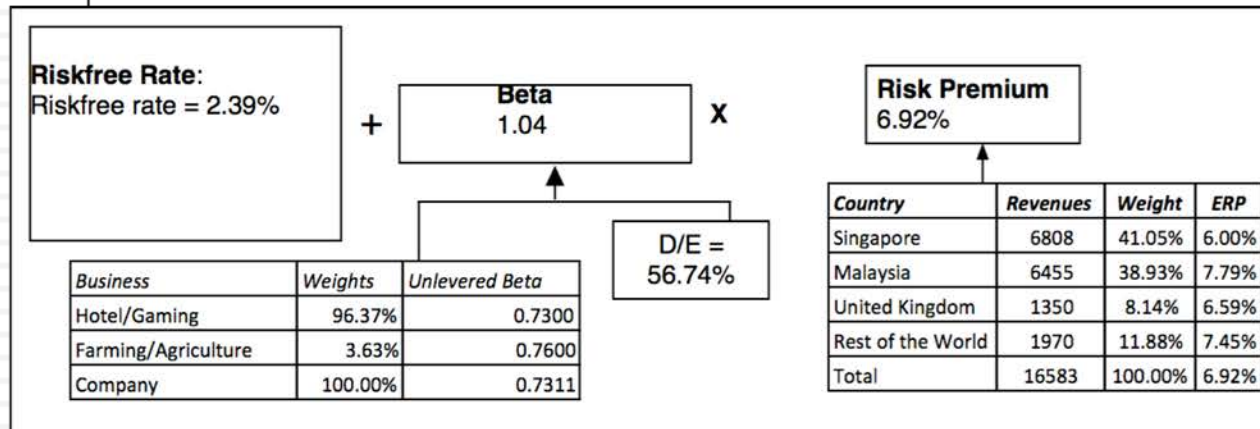 Riskfree Rate:
Riskfree rate = 2.39%
+
Beta
1.04
X
Risk Premium
6.92%
D/E =
56.74%
Business Weights Unlevered Beta
Hotel/Gaming 96.37% 0.7300
Farming/Agriculture 3.63% 0.7600
Company 100.00% 0.7311
Country Revenues Weight ERP
Singapore 6808 41.05% 6.00%
Malaysia 6455 38.93% 7.79%
United Kingdom 1350 8.14% 6.59%
Rest of the World 1970 11.88% 7.45%
Total 16583 100.00% 6.92%